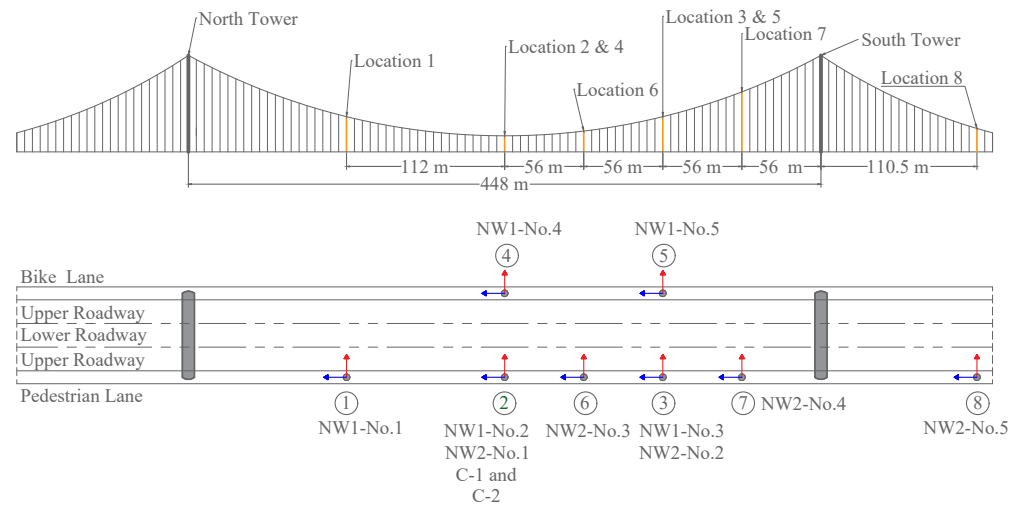 North Tower
Location 1
Location 2 & 4
Location 6
Location 3 & 5
Location 7
South Tower
Location 8
112 m
56 m
56 m
56 m
56 m
110.5 m
448 m
NW1-No.4
NW1-No.5
4
5
Bike Lane
Upper Roadway
Lower Roadway
Upper Roadway
Pedestrian Lane
1
2
6
3
7
NW2-No.4
8
NW1-No.1
NW1-No.2
NW2-No.1
C-1 and
C-2
NW2-No.3
NW1-No.3
NW2-No.2
NW2-No.5